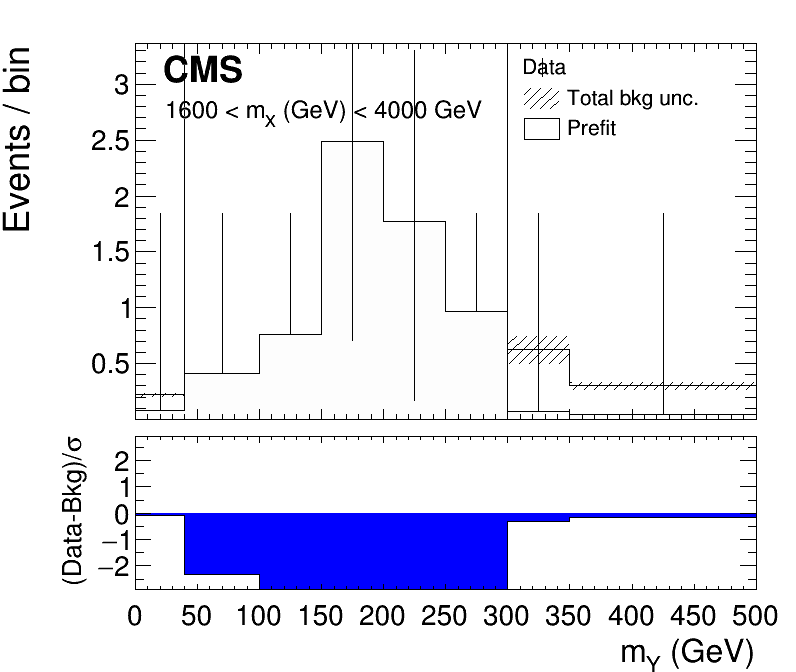 Events / bin
CMS
1600 < m_X (GeV) < 4000 GeV
Data
Total bkg unc.
Prefit
3
2.5
2
1.5
1
0.5
(Data-Bkg)/σ
2
1
0
−1
−2
0 50 100 150 200 250 300 350 400 450 500
m_Y (GeV)